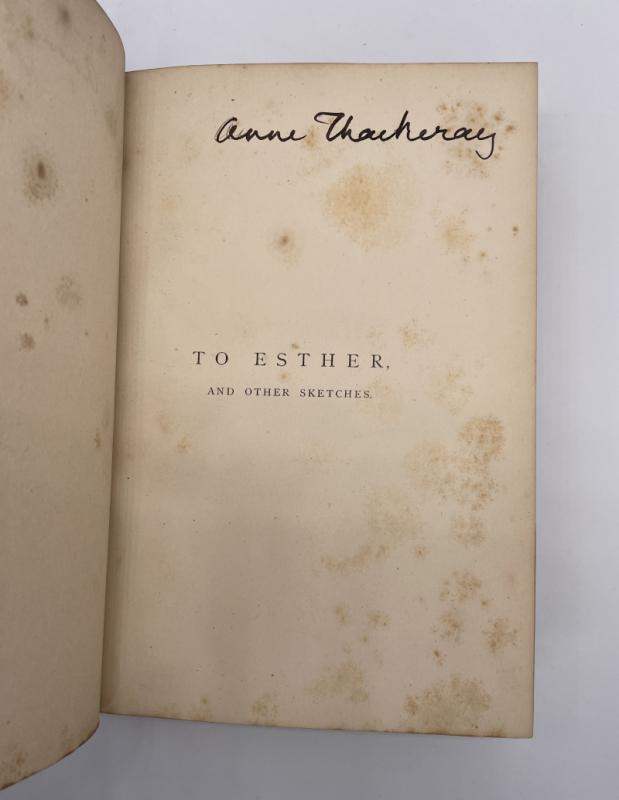 Anne Thackeray
TO ESTHER,
AND OTHER SKETCHES.